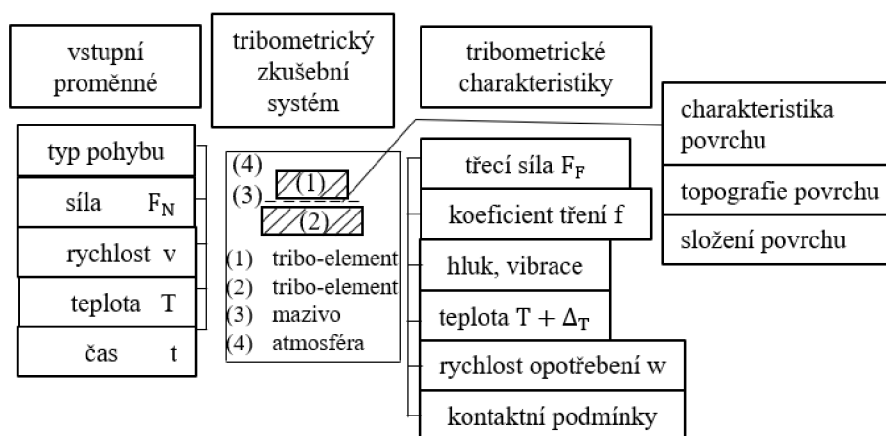 vstupní
proměnné
tribometrický
zkušební
systém
tribometrické
charakteristiky
typ pohybu
síla F_N
rychlost v
teplota T
čas t
(4)
(3)
(1)
(2)
(1) tribo-element
(2) tribo-element
(3) mazivo
(4) atmosféra
třecí síla F_F
koeficient tření f
hluk, vibrace
teplota T + Δ_T
rychlost opotřebení w
kontaktní podmínky
charakteristika
povrchu
topografie povrchu
složení povrchu